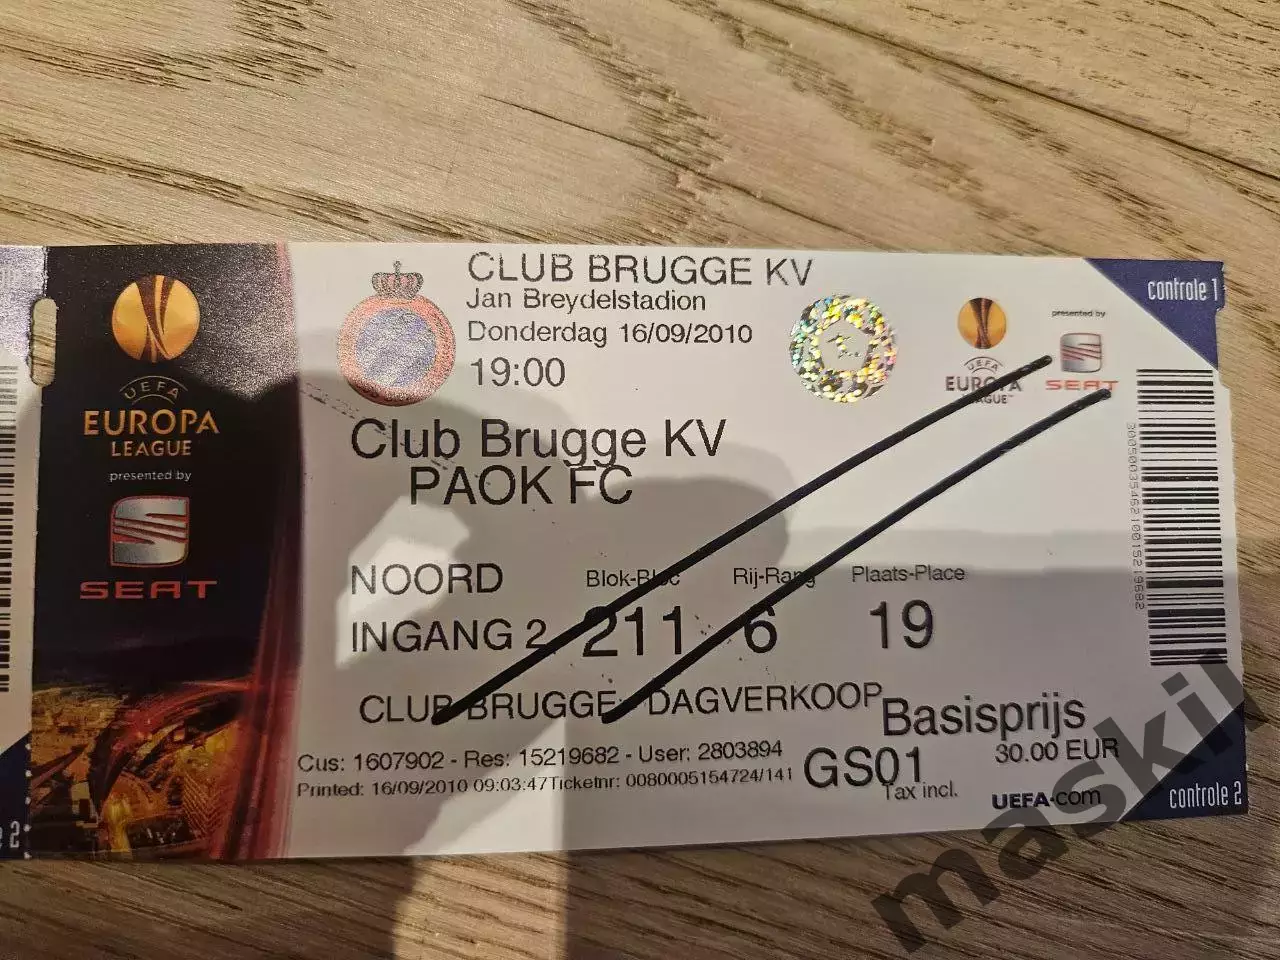 CLUB BRUGGE KV
Jan Breydelstadion
Donderdag 16/09/2010
19:00
Club Brugge KV
PAOK FC
NOORD
Blok-Bloc Rij-Rang Plaats-Place
INGANG 2 211 6 19
CLUB BRUGGE- DAGVERKOOP
Basisprijs
30.00 EUR
Cus: 1607902 - Res: 15219682 - User: 2803894
Printed: 16/09/2010 09:03:47 Ticketnr: 0080005154724/141
GS01
Tax incl.
UEFA.com
UEFA
EUROPA
LEAGUE
presented by
SEAT
UEFA
EUROPA
LEAGUE™
presented by
SEAT
controle 1
controle 2
maskil